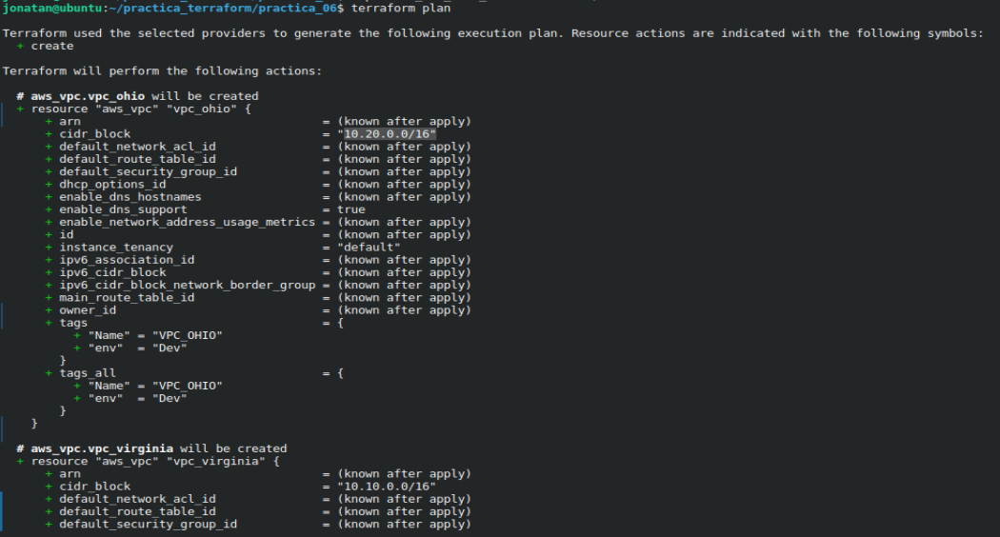 jonatan@ubuntu:~/practica_terraform/practica_06$ terraform plan
Terraform used the selected providers to generate the following execution plan. Resource actions are indicated with the following symbols:
  + create
Terraform will perform the following actions:
  # aws_vpc.vpc_ohio will be created
  + resource "aws_vpc" "vpc_ohio" {
      + arn                                  = (known after apply)
      + cidr_block                           = "10.20.0.0/16"
      + default_network_acl_id               = (known after apply)
      + default_route_table_id               = (known after apply)
      + default_security_group_id            = (known after apply)
      + dhcp_options_id                      = (known after apply)
      + enable_dns_hostnames                 = (known after apply)
      + enable_dns_support                   = true
      + enable_network_address_usage_metrics = (known after apply)
      + id                                   = (known after apply)
      + instance_tenancy                     = "default"
      + ipv6_association_id                  = (known after apply)
      + ipv6_cidr_block                      = (known after apply)
      + ipv6_cidr_block_network_border_group = (known after apply)
      + main_route_table_id                  = (known after apply)
      + owner_id                             = (known after apply)
      + tags                                 = {
          + "Name" = "VPC_OHIO"
          + "env"  = "Dev"
        }
      + tags_all                             = {
          + "Name" = "VPC_OHIO"
          + "env"  = "Dev"
        }
    }
  # aws_vpc.vpc_virginia will be created
  + resource "aws_vpc" "vpc_virginia" {
      + arn                                  = (known after apply)
      + cidr_block                           = "10.10.0.0/16"
      + default_network_acl_id               = (known after apply)
      + default_route_table_id               = (known after apply)
      + default_security_group_id            = (known after apply)